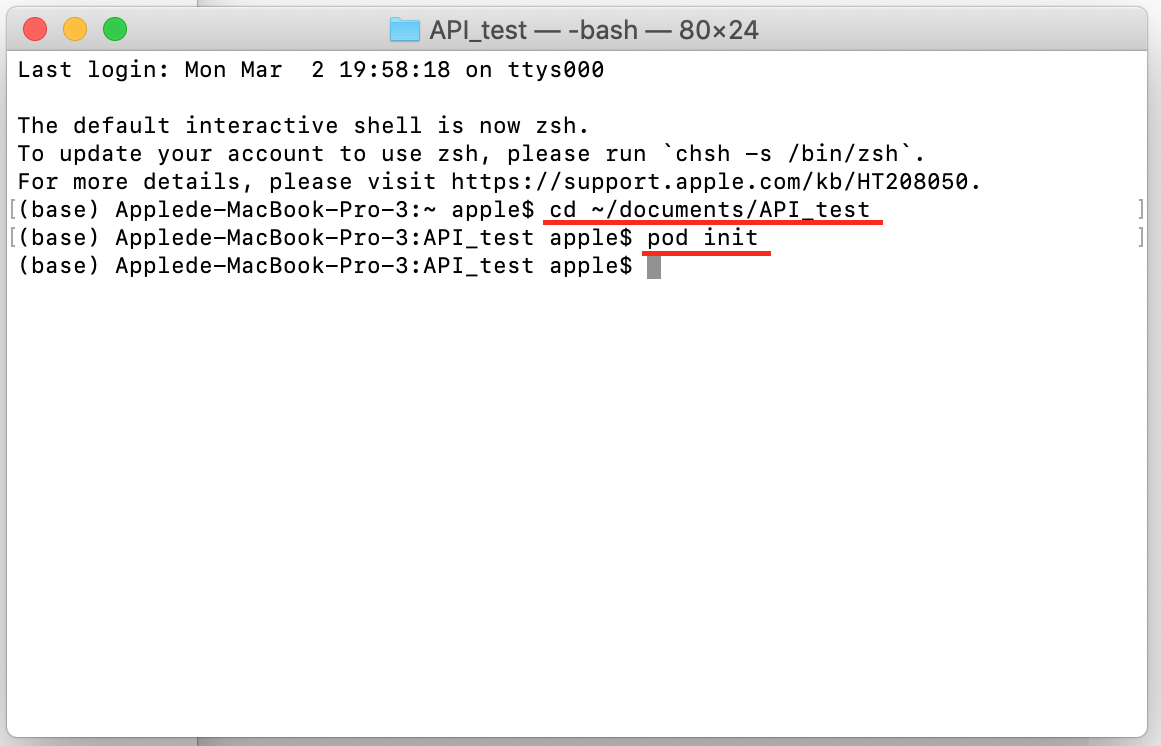 API_test — -bash — 80×24
Last login: Mon Mar  2 19:58:18 on ttys000
The default interactive shell is now zsh.
To update your account to use zsh, please run `chsh -s /bin/zsh`.
For more details, please visit https://support.apple.com/kb/HT208050.
[(base) Applede-MacBook-Pro-3:~ apple$ cd ~/documents/API_test ]
[(base) Applede-MacBook-Pro-3:API_test apple$ pod init ]
(base) Applede-MacBook-Pro-3:API_test apple$